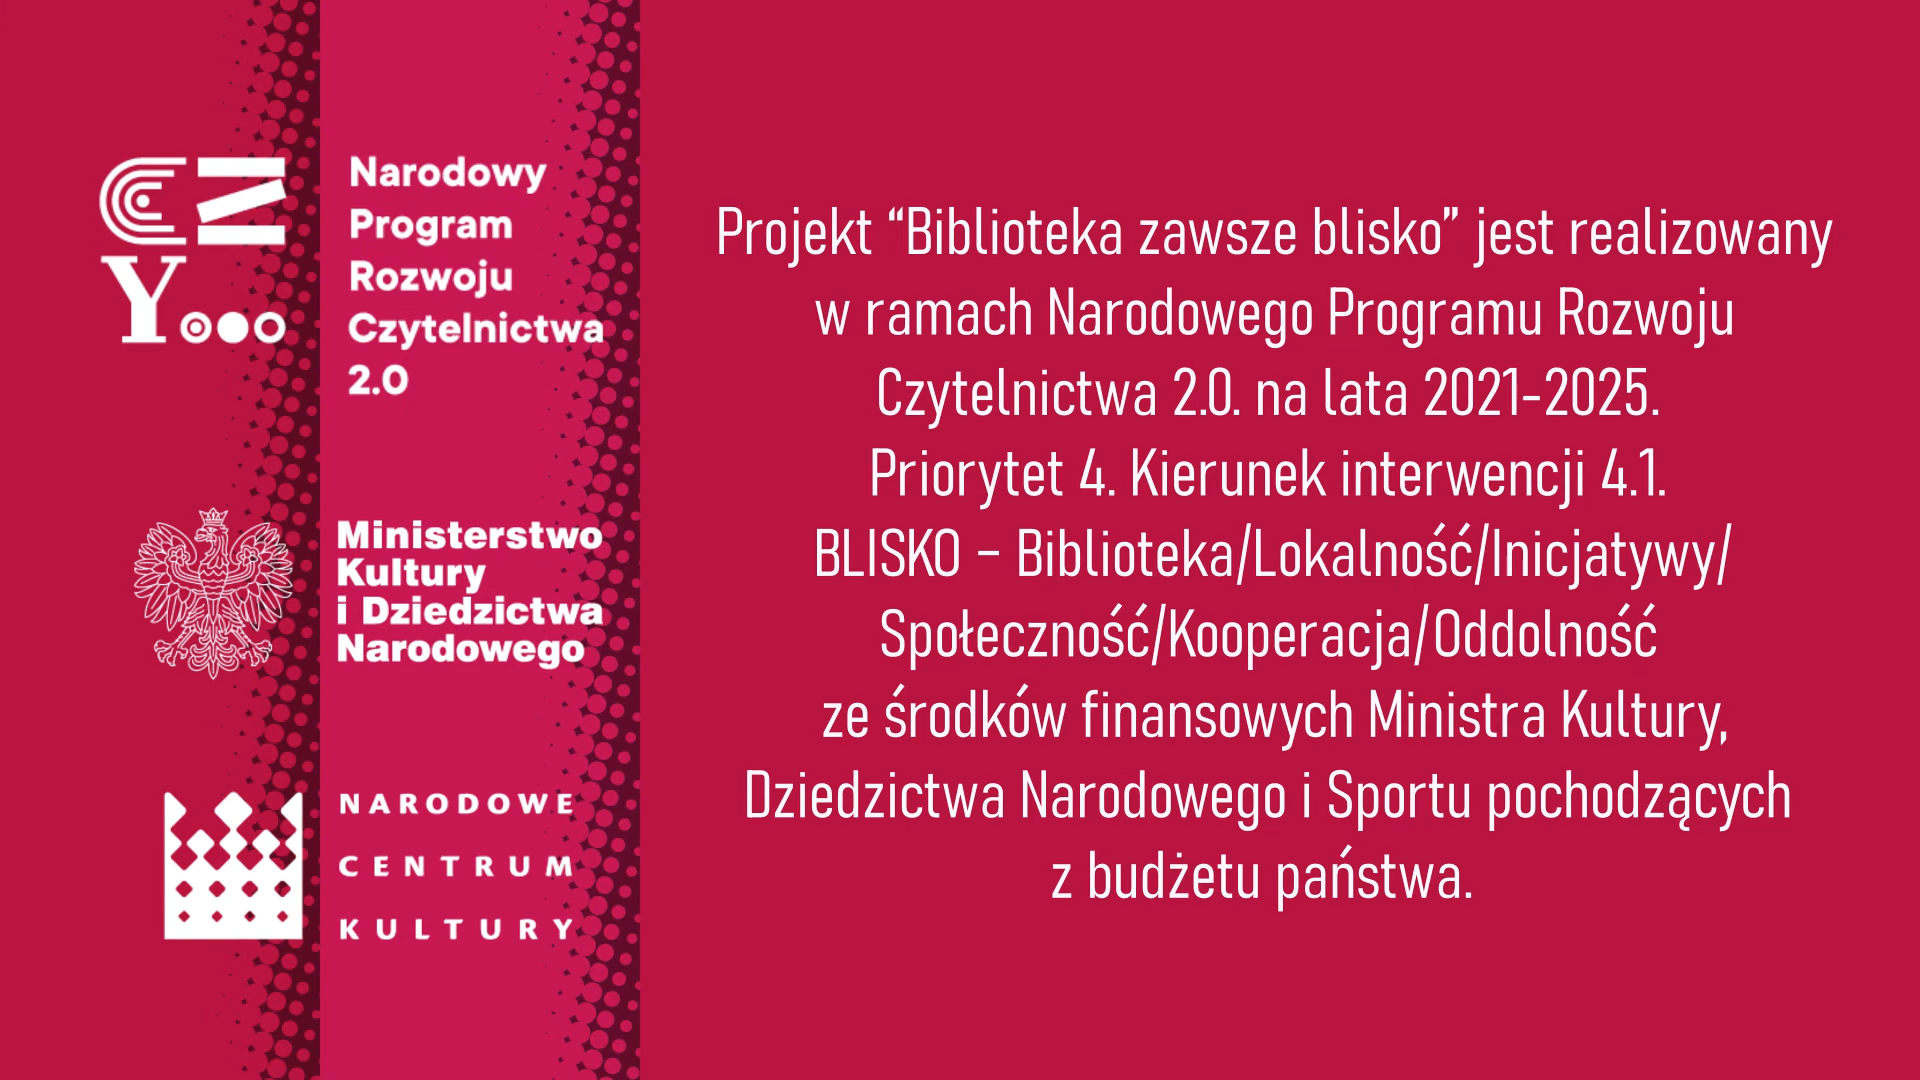 CZY
Narodowy
Program
Rozwoju
Czytelnictwa
2.0
Ministerstwo
Kultury
i Dziedzictwa
Narodowego
NARODOWE
CENTRUM
KULTURY
Projekt “Biblioteka zawsze blisko” jest realizowany
w ramach Narodowego Programu Rozwoju
Czytelnictwa 2.0. na lata 2021-2025.
Priorytet 4. Kierunek interwencji 4.1.
BLISKO – Biblioteka/Lokalność/Inicjatywy/
Społeczność/Kooperacja/Oddolność
ze środków finansowych Ministra Kultury,
Dziedzictwa Narodowego i Sportu pochodzących
z budżetu państwa.